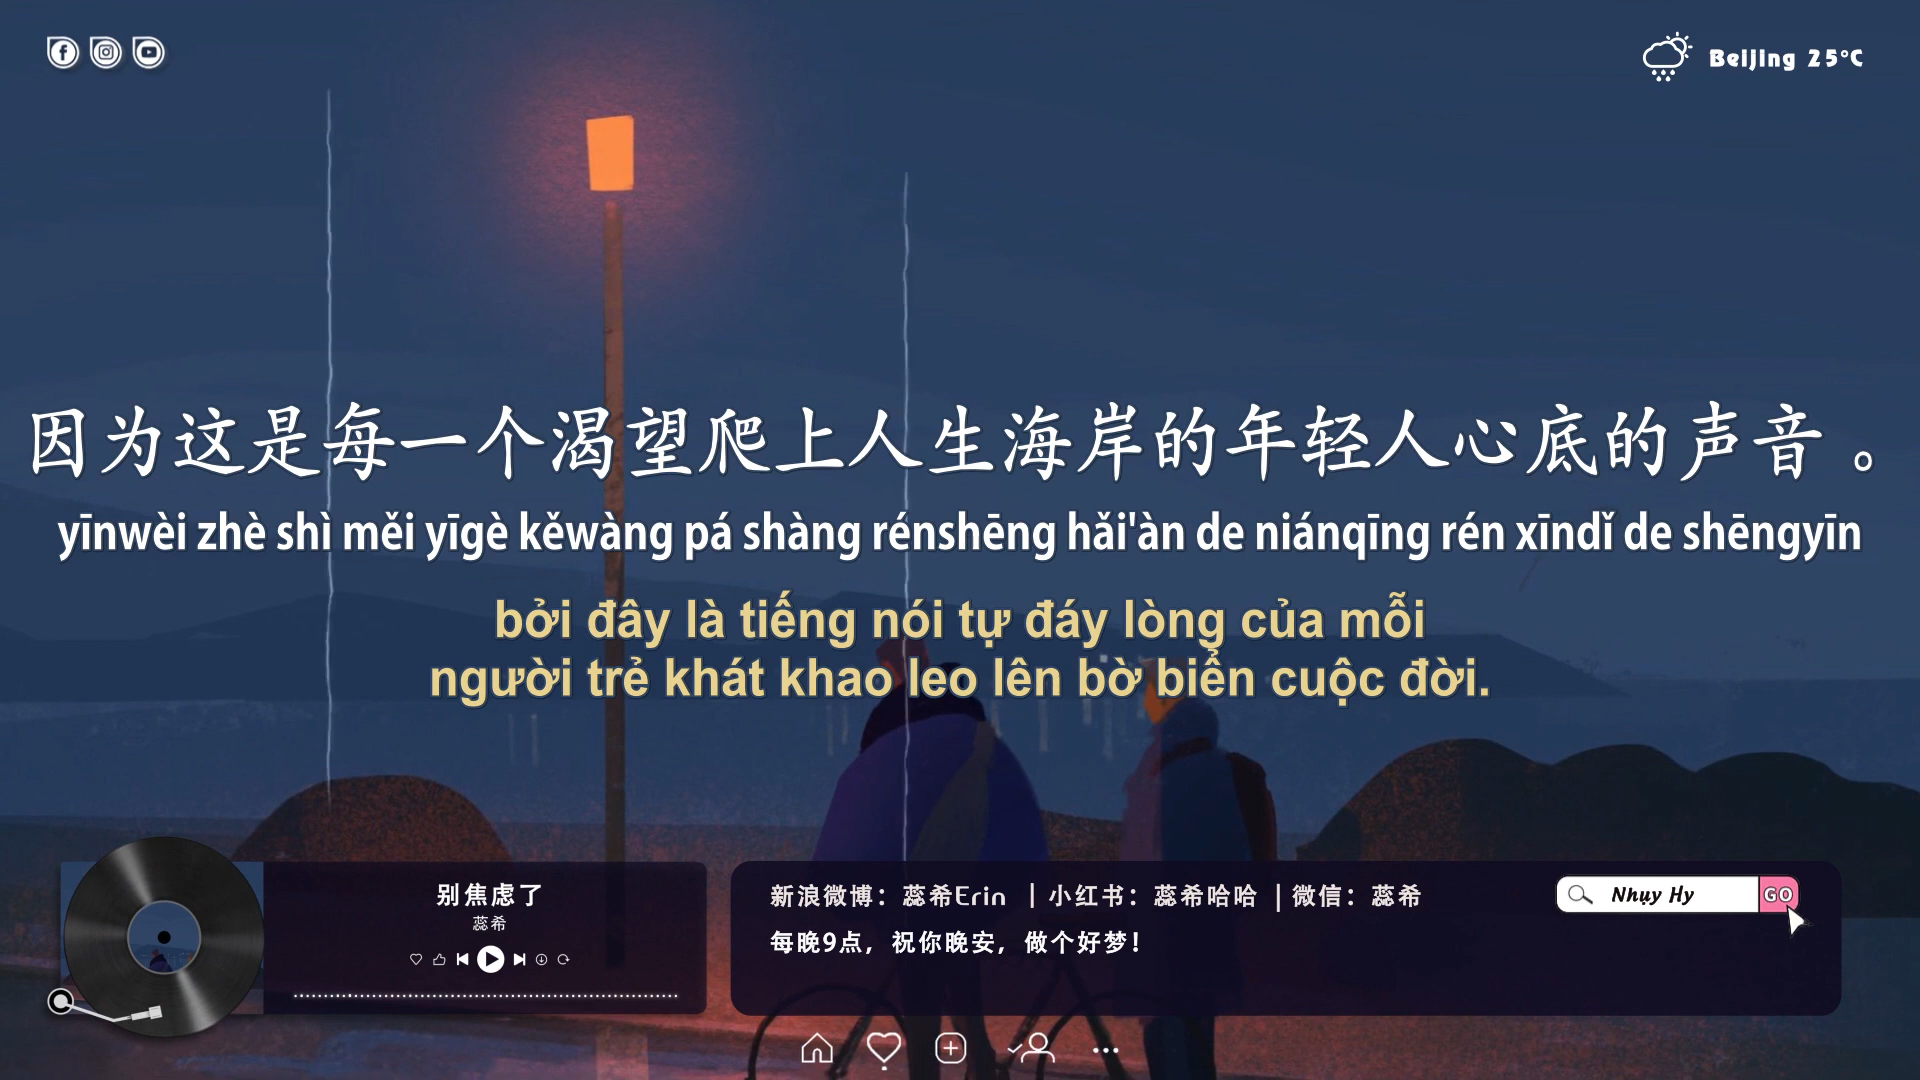 Beijing 25°C
因为这是每一个渴望爬上人生海岸的年轻人心底的声音。
yīnwèi zhè shì měi yīgè kěwàng pá shàng rénshēng hǎi'àn de niánqīng rén xīndǐ de shēngyīn
bởi đây là tiếng nói tự đáy lòng của mỗi
người trẻ khát khao leo lên bờ biển cuộc đời.
别焦虑了
蕊希
新浪微博：蕊希Erin ｜小红书：蕊希哈哈 ｜微信：蕊希
每晚9点，祝你晚安，做个好梦！
Nhụy Hy GO